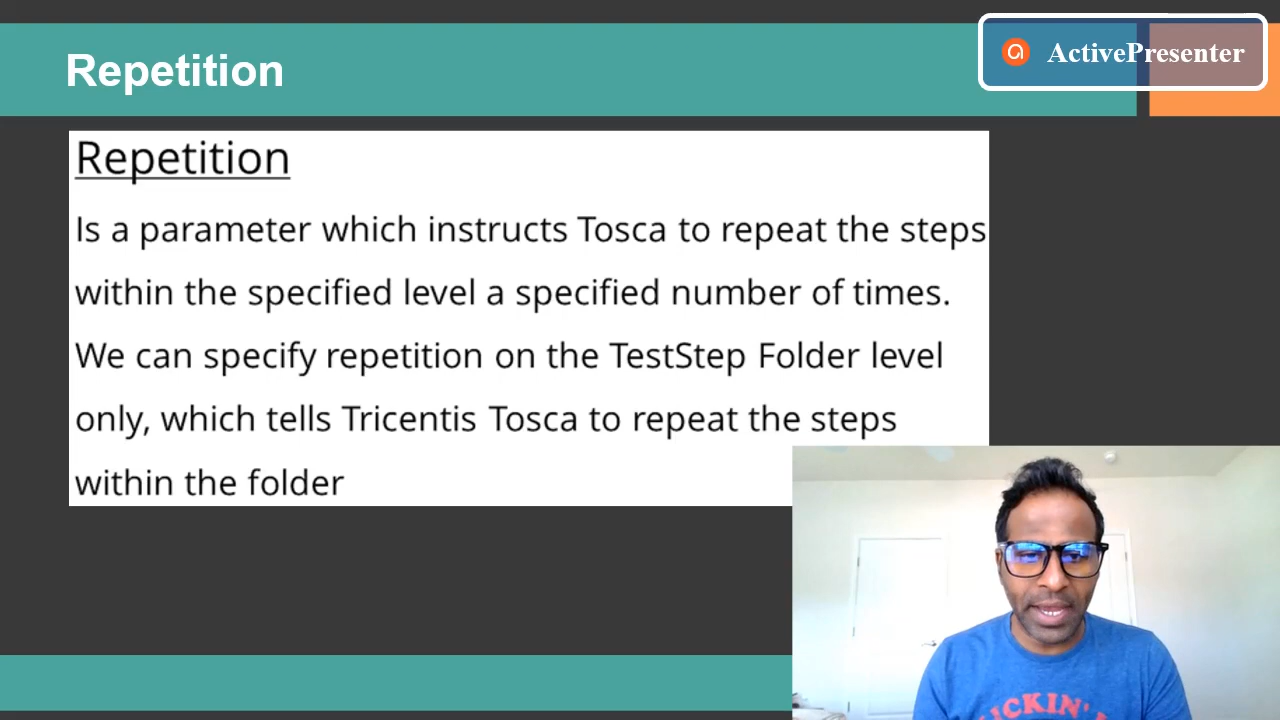 Repetition
ActivePresenter
Repetition
Is a parameter which instructs Tosca to repeat the steps
within the specified level a specified number of times.
We can specify repetition on the TestStep Folder level
only, which tells Tricentis Tosca to repeat the steps
within the folder